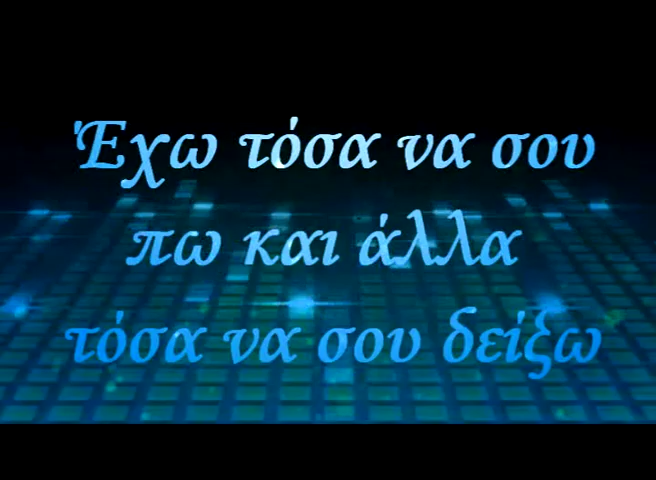 Έχω τόσα να σου
πω και άλλα
τόσα να σου δείξω